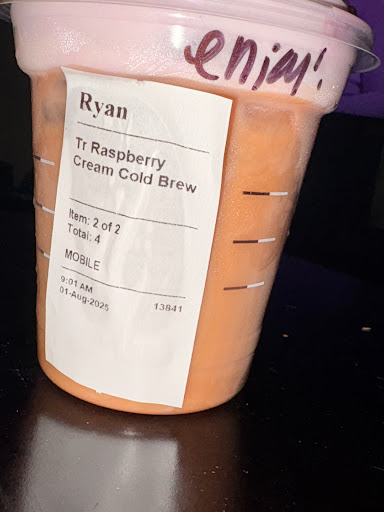 enjoy!
Ryan
Tr Raspberry
Cream Cold Brew
Item: 2 of 2
Total: 4
MOBILE
9:01 AM
01-Aug-2025
13841